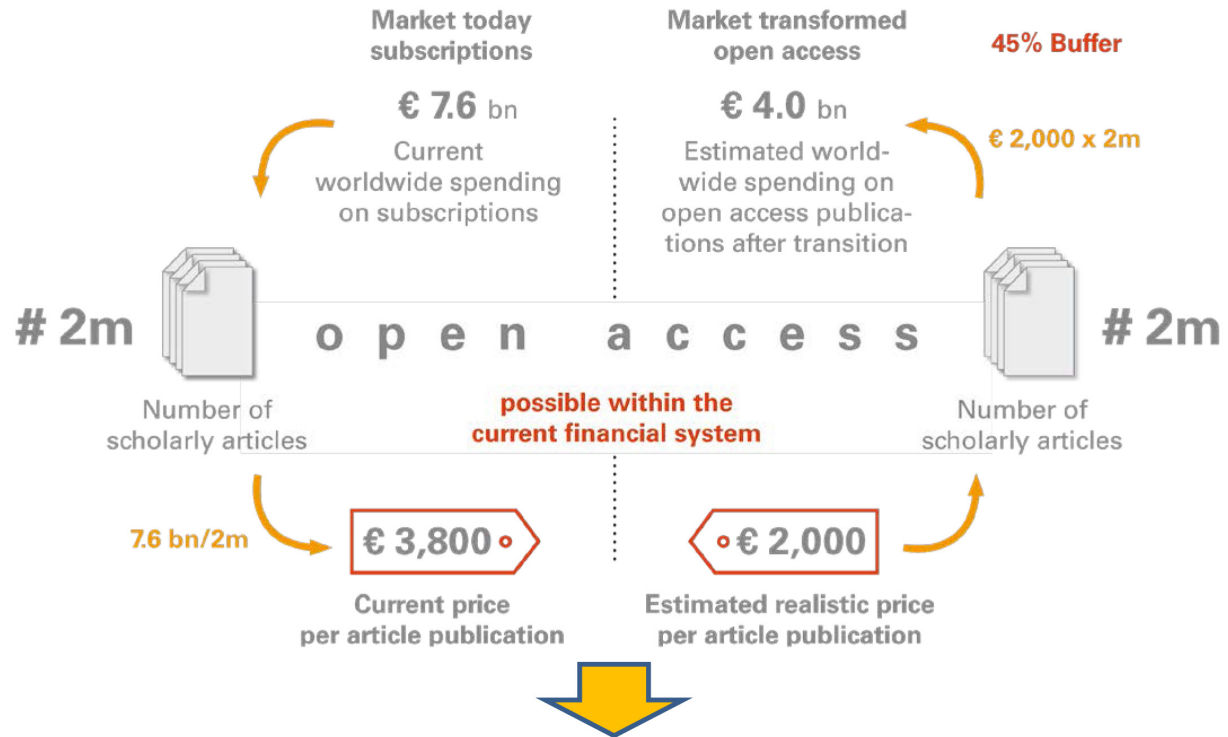 Market today
subscriptions
€ 7.6 bn
Current
worldwide spending
on subscriptions
Market transformed
open access
€ 4.0 bn
Estimated world-
wide spending on
open access publica-
tions after transition
45% Buffer
€ 2,000 x 2m
# 2m
Number of
scholarly articles
open access
possible within the
current financial system
# 2m
Number of
scholarly articles
7.6 bn/2m
€ 3,800
Current price
per article publication
€ 2,000
Estimated realistic price
per article publication